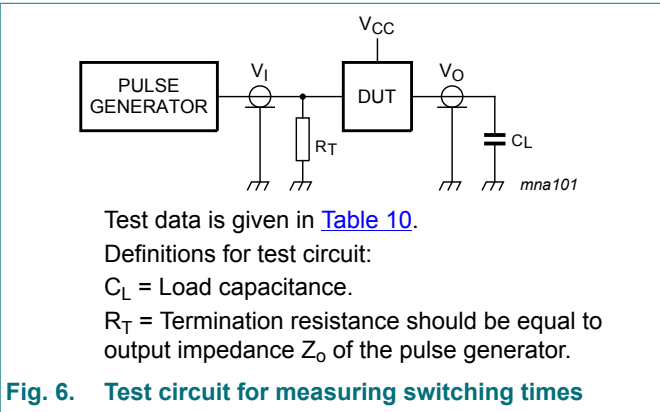 VCC
PULSE
GENERATOR
VI
DUT
VO
RT
CL
mna101
Test data is given in Table 10.
Definitions for test circuit:
CL = Load capacitance.
RT = Termination resistance should be equal to
output impedance Zo of the pulse generator.
Fig. 6. Test circuit for measuring switching times